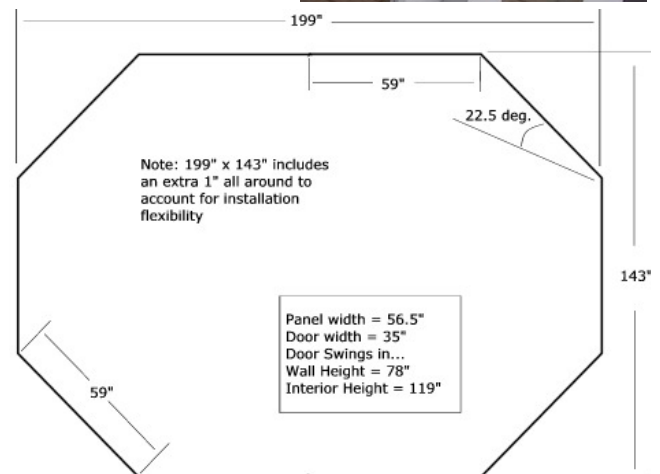 199"
59"
22.5 deg.
Note: 199" x 143" includes
an extra 1" all around to
account for installation
flexibility
143"
Panel width = 56.5"
Door width = 35"
Door Swings in...
Wall Height = 78"
Interior Height = 119"
59"